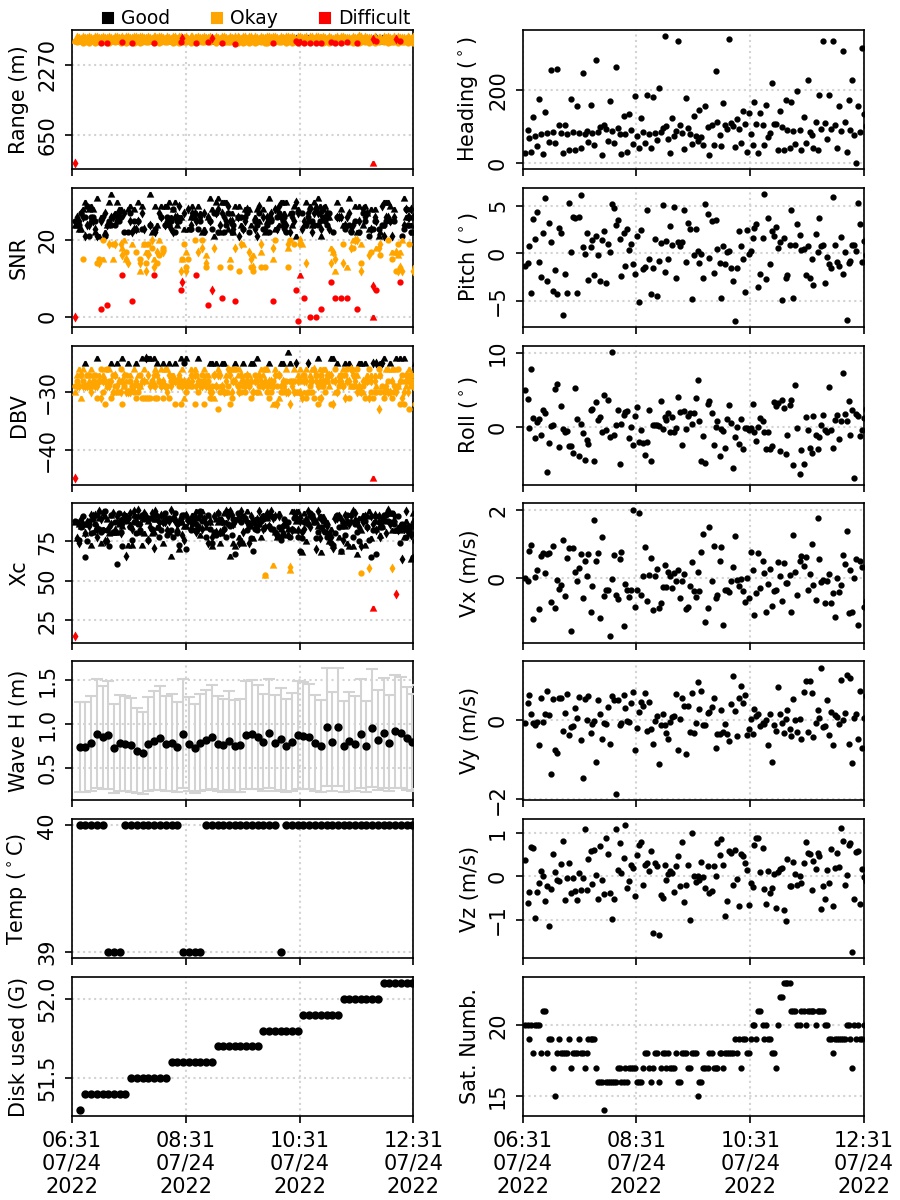 Good Okay Difficult
Range (m)
2270
650
Heading (°)
200
0
SNR
20
0
Pitch (°)
5
0
−5
DBV
−30
−40
Roll (°)
10
0
Xc
75
50
25
Vx (m/s)
2
0
Wave H (m)
1.5
1.0
0.5
Vy (m/s)
0
−2
Temp (°C)
40
39
Vz (m/s)
1
0
−1
Disk used (G)
52.0
51.5
Sat. Numb.
20
15
06:31 08:31 10:31 12:31
07/24 07/24 07/24 07/24
2022 2022 2022 2022
06:31 08:31 10:31 12:31
07/24 07/24 07/24 07/24
2022 2022 2022 2022